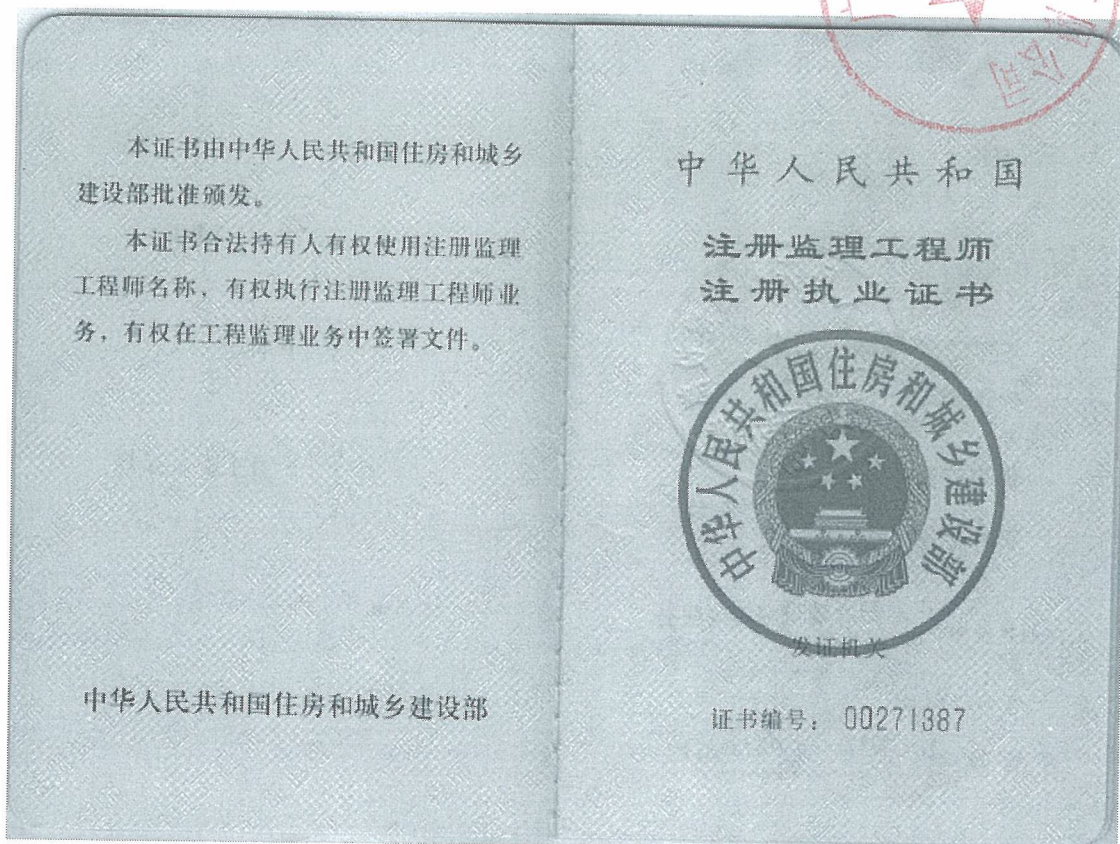 本证书由中华人民共和国住房和城乡
建设部批准颁发。
本证书合法持有人有权使用注册监理
工程师名称、有权执行注册监理工程师业
务，有权在工程监理业务中签署文件。
中华人民共和国住房和城乡建设部
公司
中华人民共和国
注册监理工程师
注册执业证书
中华人民共和国住房和城乡建设部
发证机关
证书编号：00271387